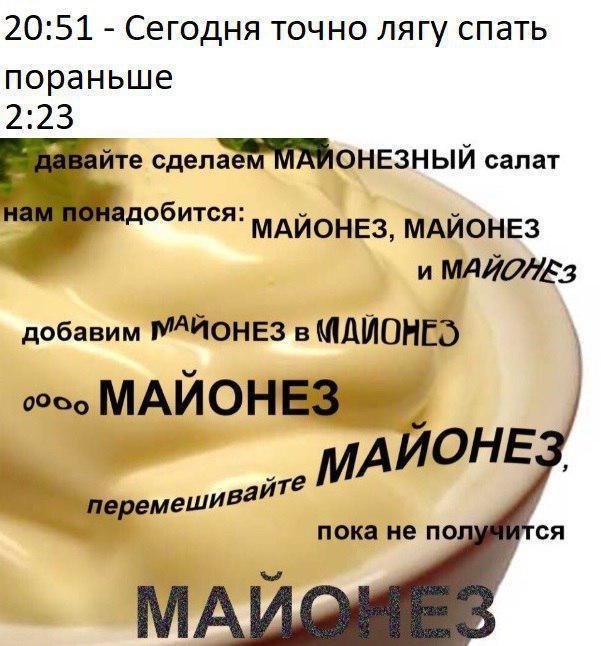 20:51 - Сегодня точно лягу спать
пораньше
2:23
давайте сделаем МАЙОНЕЗНЫЙ салат
нам понадобится: МАЙОНЕЗ, МАЙОНЕЗ
и МАЙОНЕЗ
добавим МАЙОНЕЗ в МАЙОНЕЗ
оооо МАЙОНЕЗ
перемешивайте МАЙОНЕЗ,
пока не получится
МАЙОНЕЗ